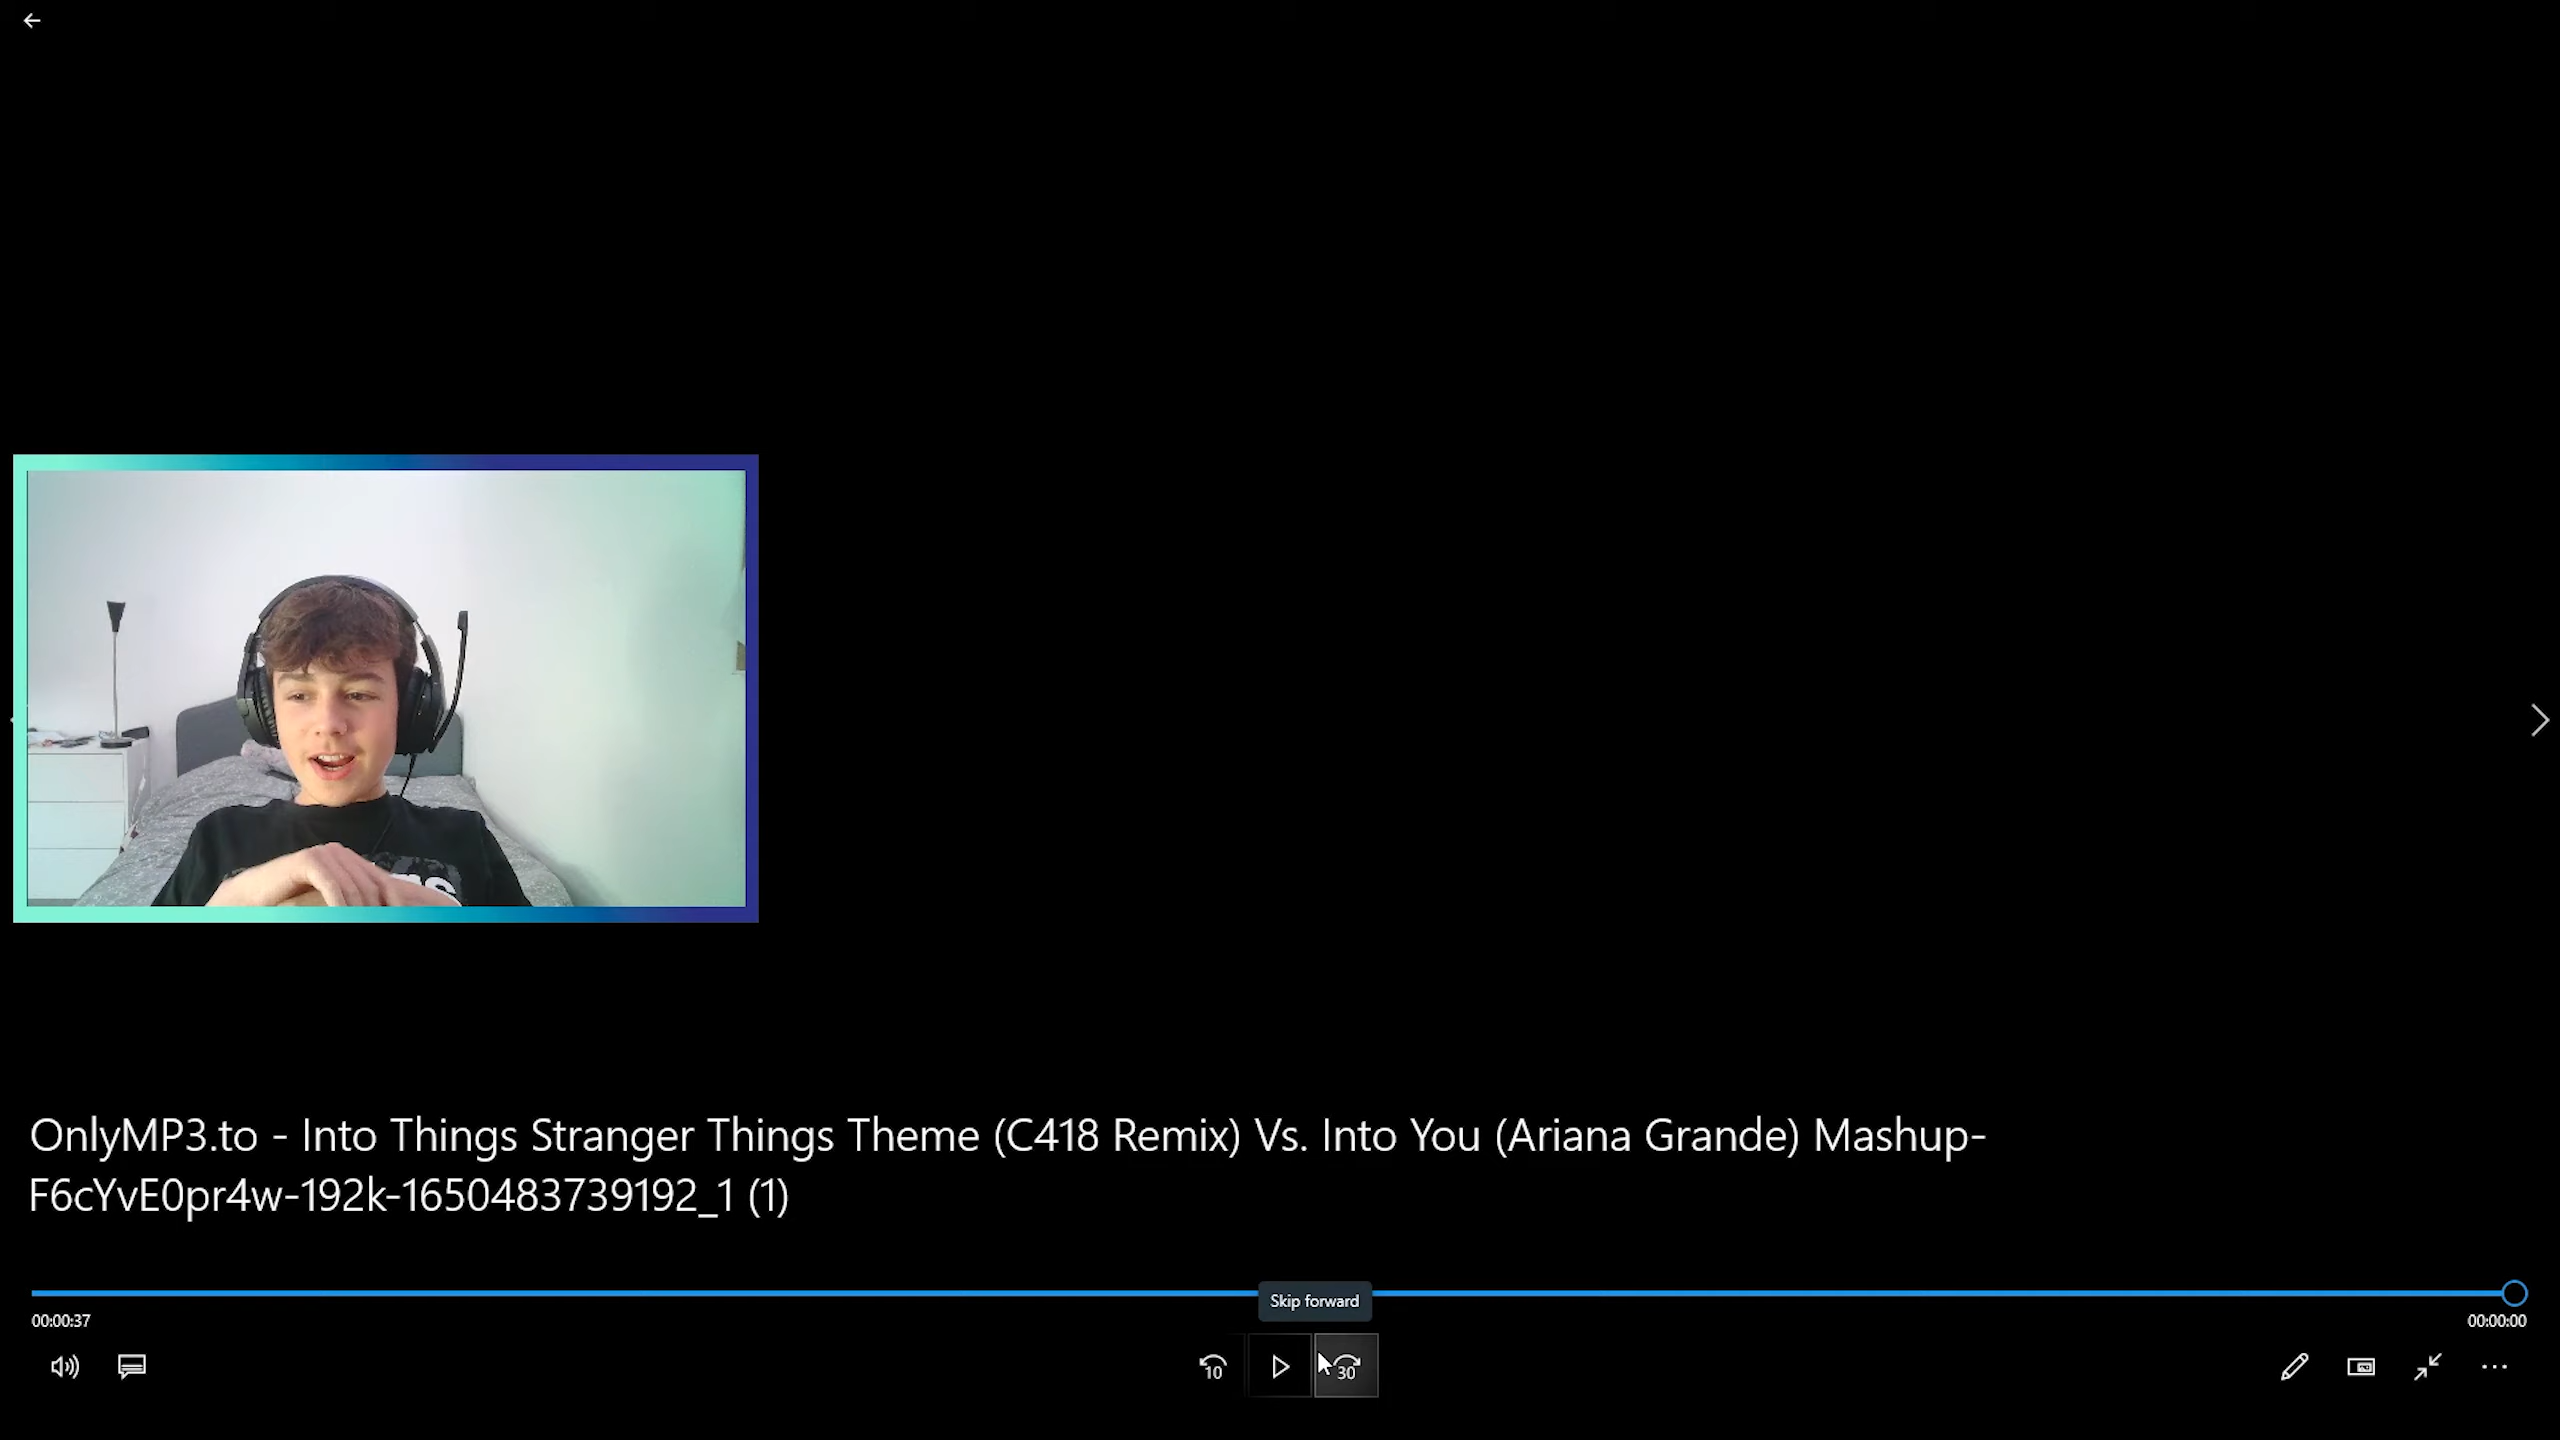 OnlyMP3.to - Into Things Stranger Things Theme (C418 Remix) Vs. Into You (Ariana Grande) Mashup-
F6cYvE0pr4w-192k-1650483739192_1 (1)
Skip forward
00:00:37
00:00:00
10
30